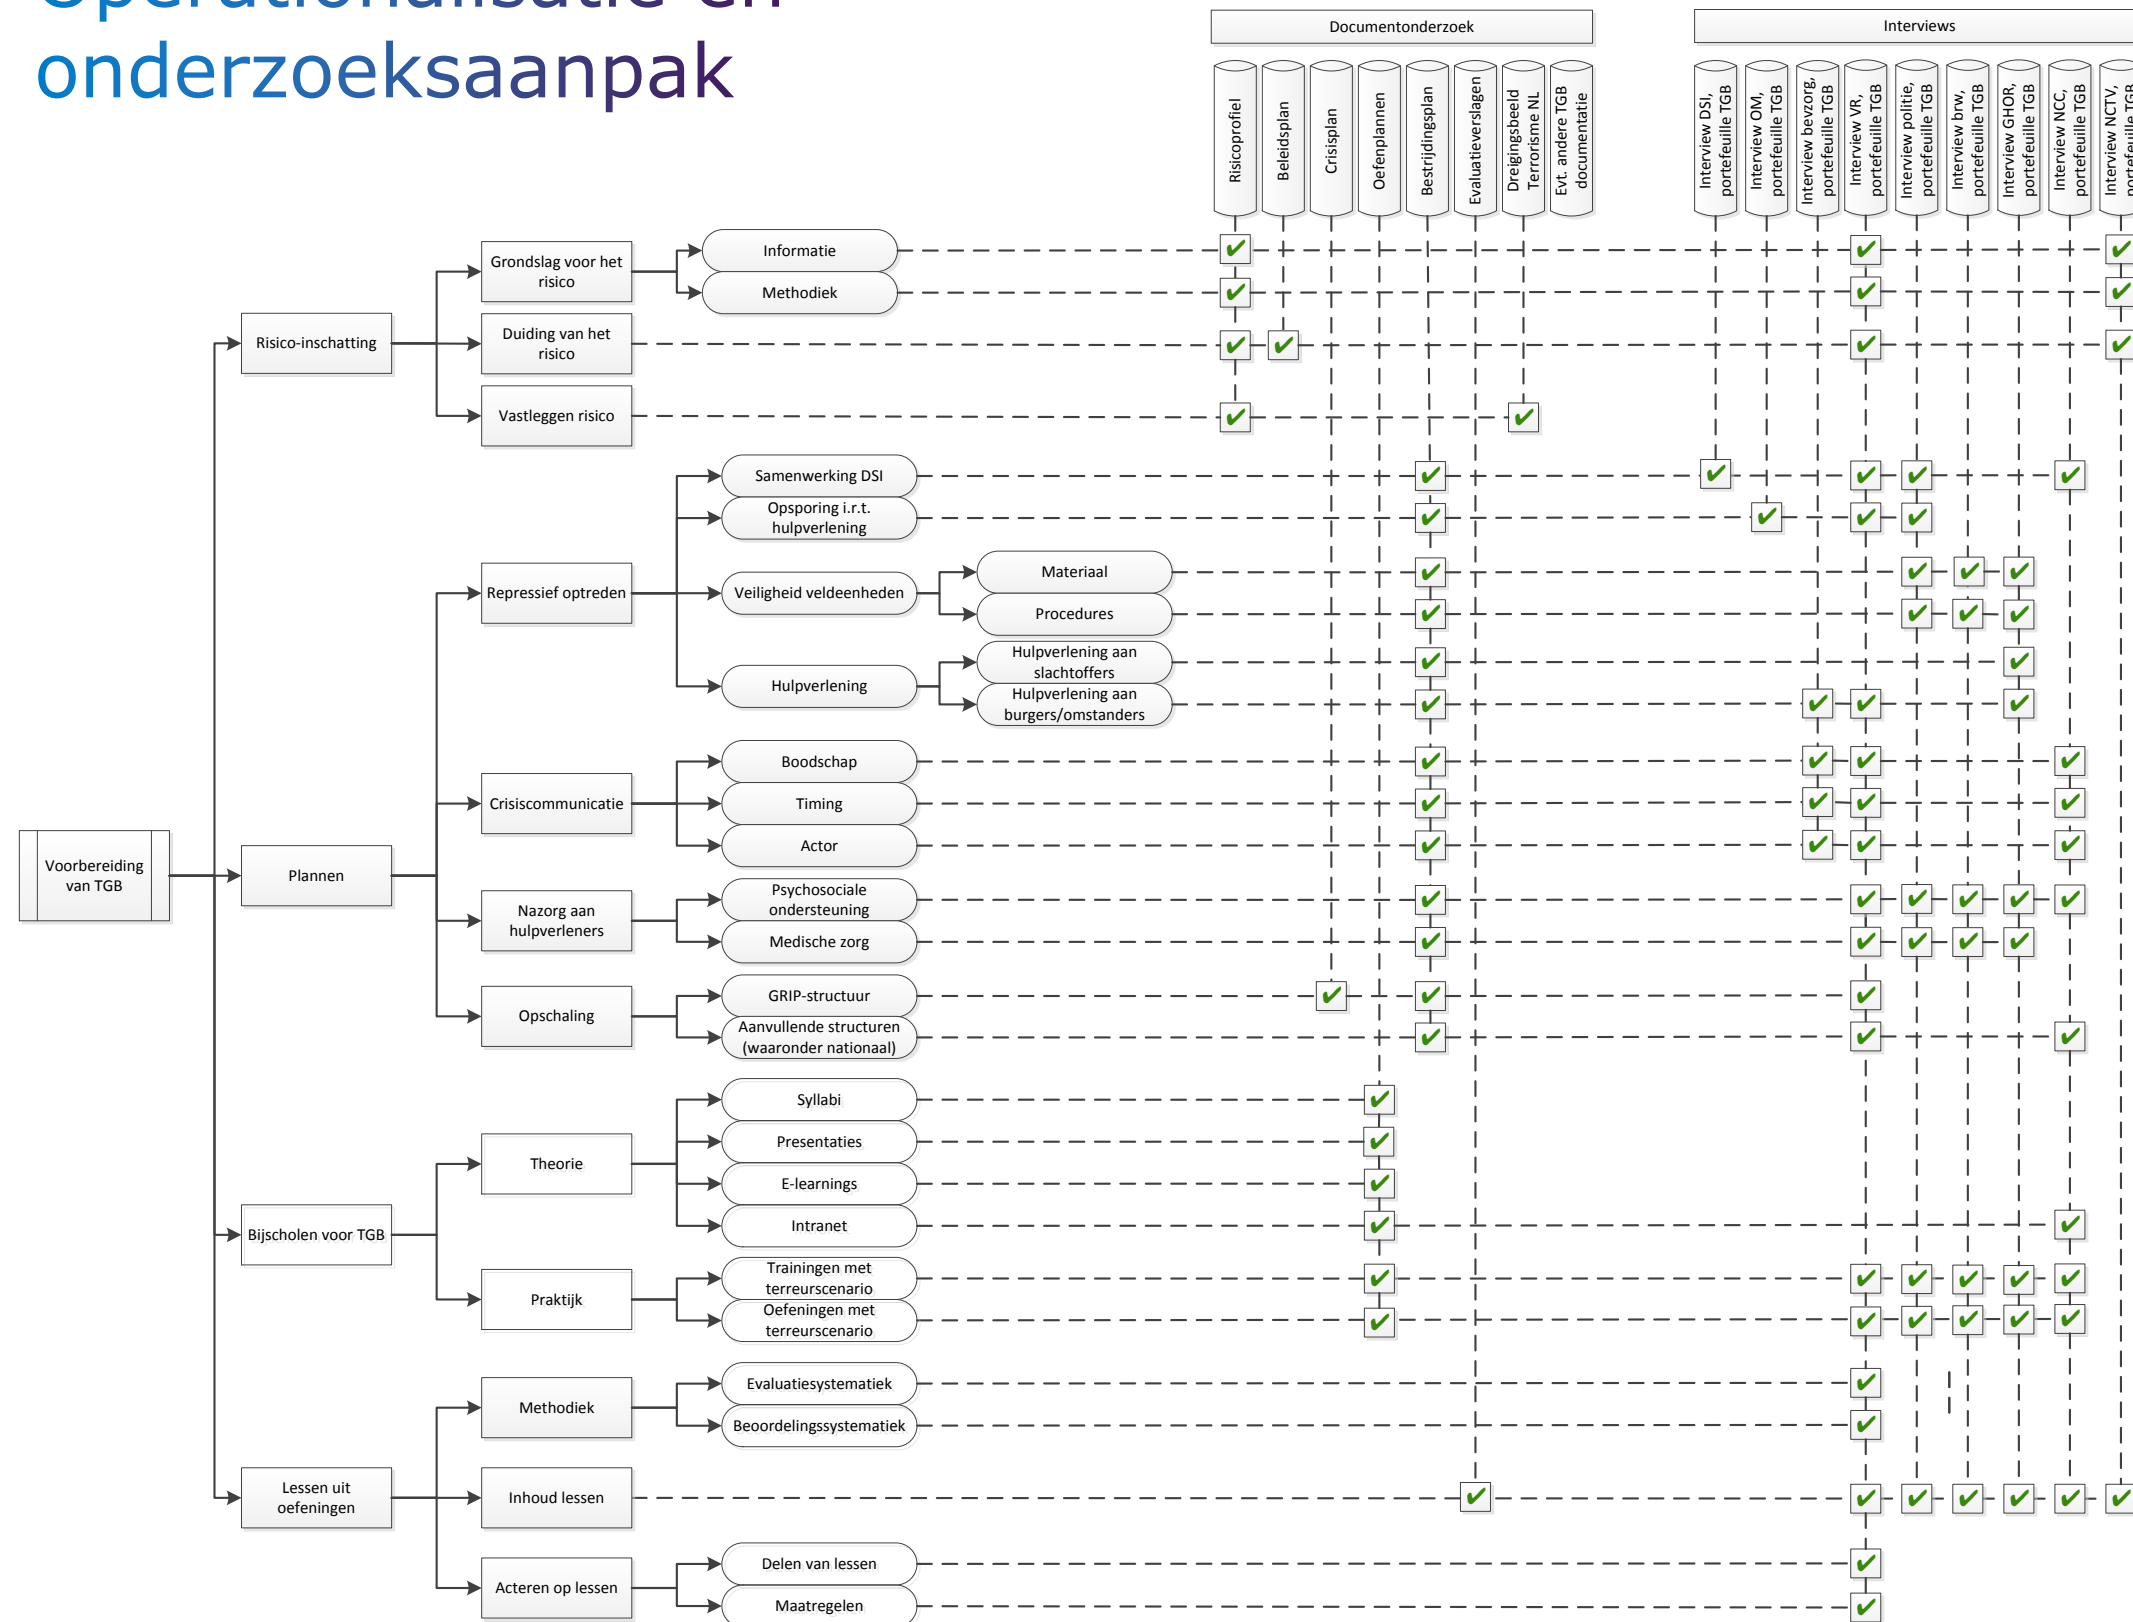 Operationalisatie en
onderzoeksaanpak
Documentonderzoek
Interviews
Risicoprofiel
Beleidsplan
Crisisplan
Oefenplannen
Bestrijdingsplan
Evaluatieverslagen
Dreigingsbeeld
Terrorisme NL
Evt. andere TGB
documentatie
Interview DSI,
portefeuille TGB
Interview OM,
portefeuille TGB
Interview bevzorg,
portefeuille TGB
Interview VR,
portefeuille TGB
Interview politie,
portefeuille TGB
Interview brw,
portefeuille TGB
Interview GHOR,
portefeuille TGB
Interview NCC,
portefeuille TGB
Interview NCTV,
portefeuille TGB
Informatie
Grondslag voor het
risico
Methodiek
Risico-inschatting
Duiding van het
risico
Vastleggen risico
Samenwerking DSI
Opsporing i.r.t.
hulpverlening
Materiaal
Repressief optreden
Veiligheid veldeenheden
Procedures
Hulpverlening aan
slachtoffers
Hulpverlening
Hulpverlening aan
burgers/omstanders
Boodschap
Crisiscommunicatie
Timing
Actor
Voorbereiding
van TGB
Plannen
Psychosociale
ondersteuning
Nazorg aan
hulpverleners
Medische zorg
GRIP-structuur
Opschaling
Aanvullende structuren
(waaronder nationaal)
Syllabi
Presentaties
Theorie
E-learnings
Intranet
Bijscholen voor TGB
Trainingen met
terreurscenario
Praktijk
Oefeningen met
terreurscenario
Evaluatiesystematiek
Methodiek
Beoordelingssystematiek
Lessen uit
oefeningen
Inhoud lessen
Delen van lessen
Acteren op lessen
Maatregelen